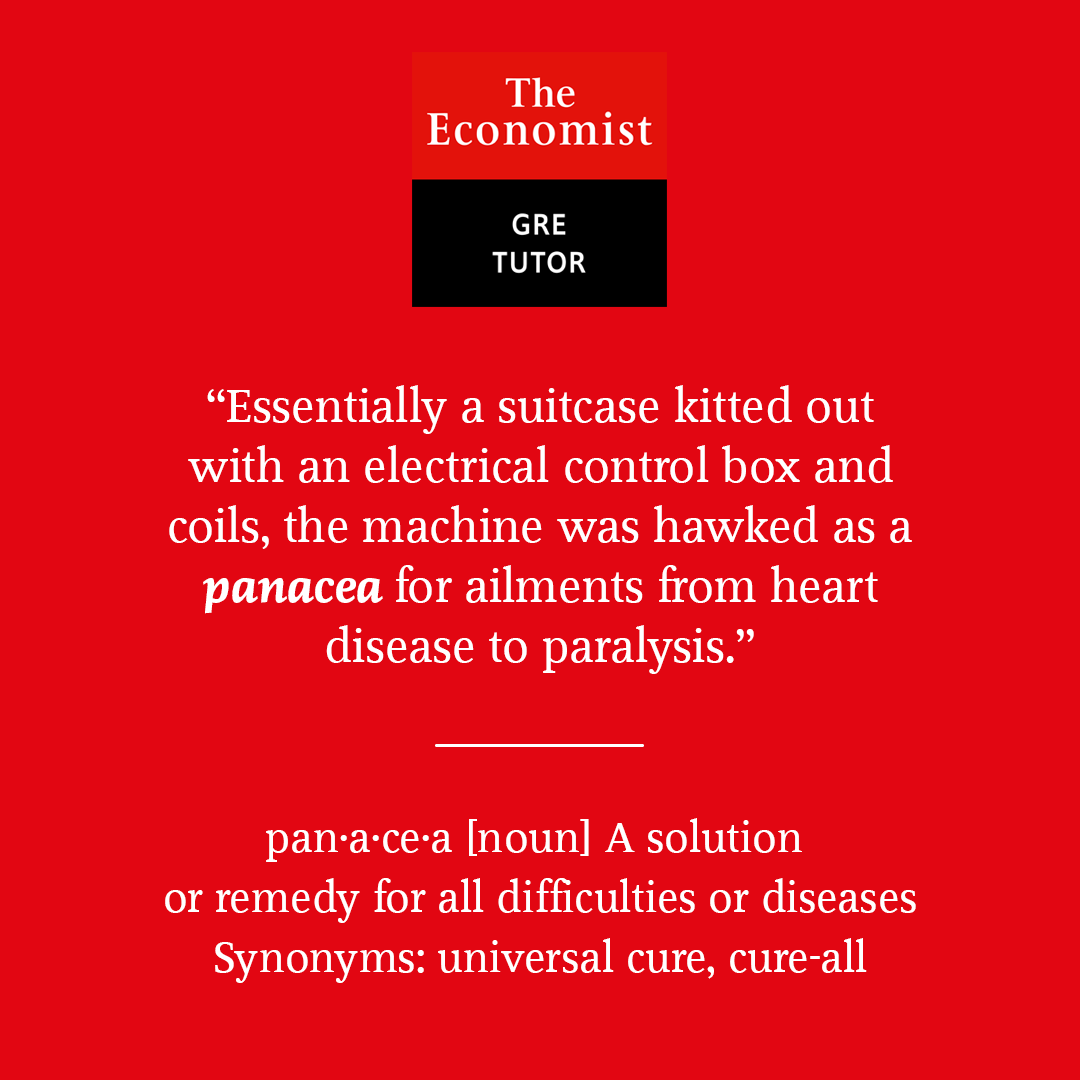 The
Economist
GRE
TUTOR
“Essentially a suitcase kitted out
with an electrical control box and
coils, the machine was hawked as a
panacea for ailments from heart
disease to paralysis.”
pan·a·ce·a [noun] A solution
or remedy for all difficulties or diseases
Synonyms: universal cure, cure-all